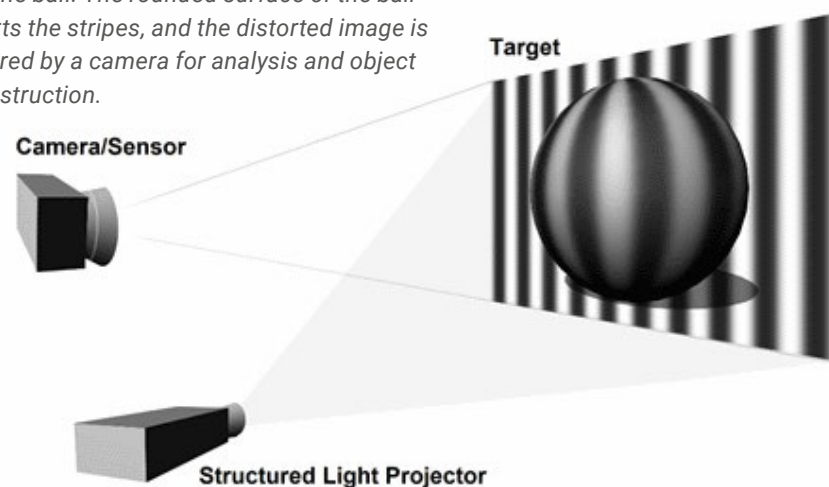 ne ball. The rounded surface of the ball
rts the stripes, and the distorted image is
red by a camera for analysis and object
struction.
Target
Camera/Sensor
Structured Light Projector